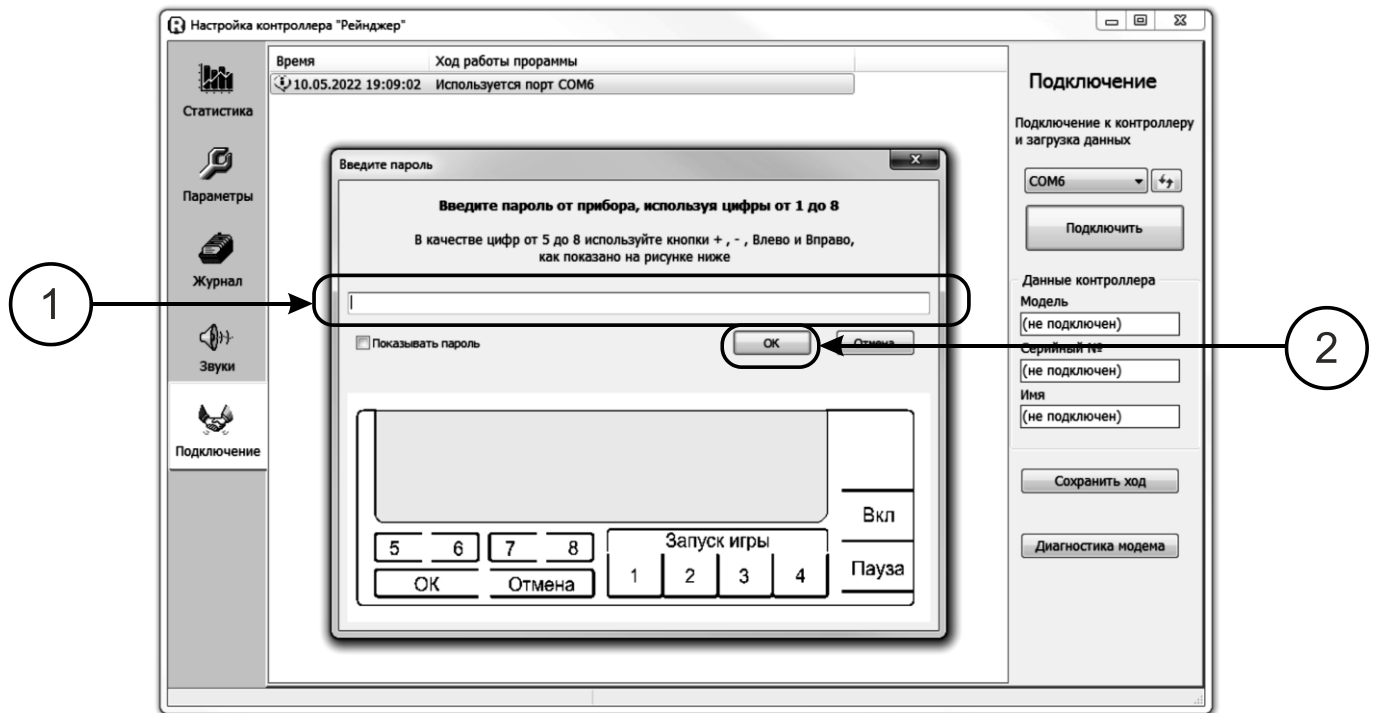 Настройка контроллера "Рейнджер"
Статистика
Параметры
Журнал
Звуки
Подключение
Время Ход работы прораммы
10.05.2022 19:09:02 Используется порт COM6
Введите пароль
Введите пароль от прибора, используя цифры от 1 до 8
В качестве цифр от 5 до 8 используйте кнопки + , - , Влево и Вправо,
как показано на рисунке ниже
1
Показывать пароль
OK
Отмена
2
5 6 7 8
ОК Отмена
Запуск игры
1 2 3 4
Вкл
Пауза
Подключение
Подключение к контроллеру
и загрузка данных
COM6
Подключить
Данные контроллера
Модель
(не подключен)
Серийный №
(не подключен)
Имя
(не подключен)
Сохранить ход
Диагностика модема